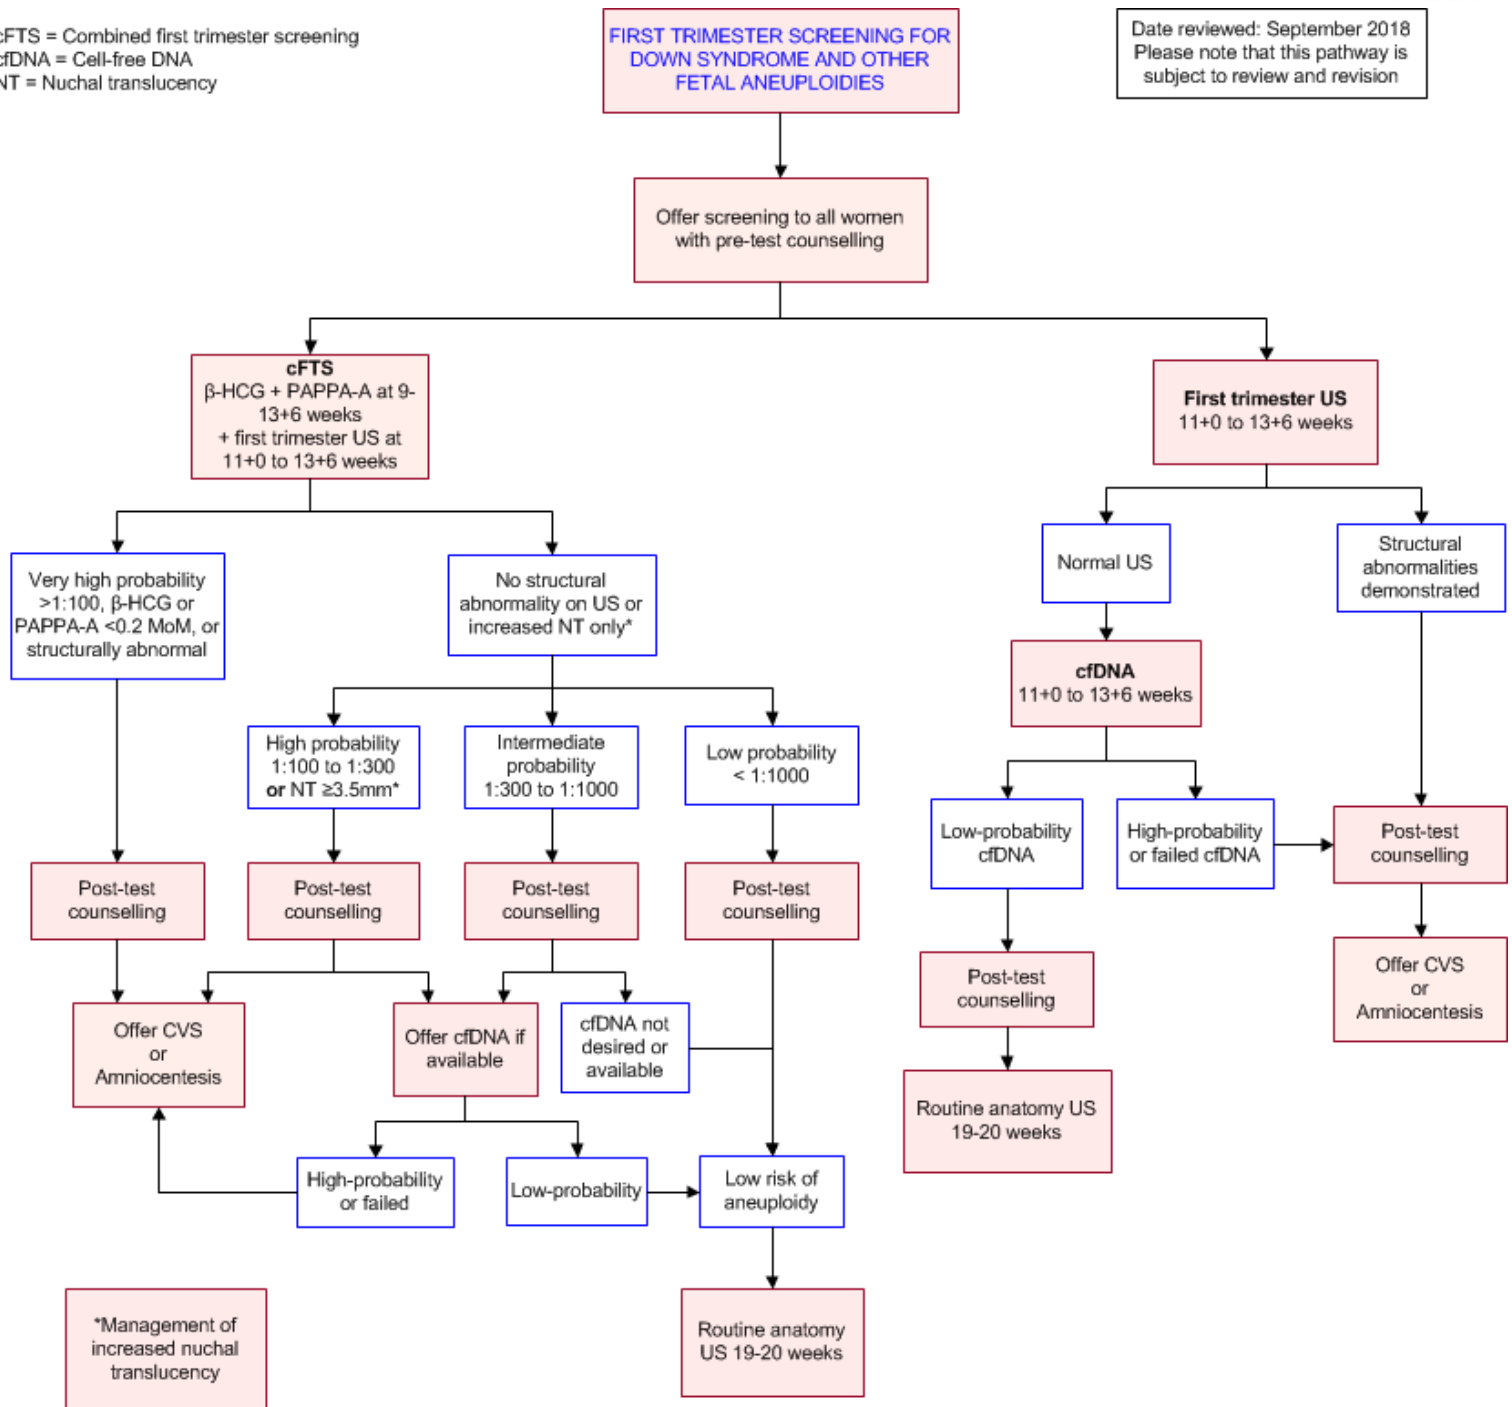 cFTS = Combined first trimester screening
cfDNA = Cell-free DNA
NT = Nuchal translucency
FIRST TRIMESTER SCREENING FOR
DOWN SYNDROME AND OTHER
FETAL ANEUPLOIDIES
Date reviewed: September 2018
Please note that this pathway is
subject to review and revision
Offer screening to all women
with pre-test counselling
cFTS
β-HCG + PAPPA-A at 9-
13+6 weeks
+ first trimester US at
11+0 to 13+6 weeks
First trimester US
11+0 to 13+6 weeks
Very high probability
>1:100, β-HCG or
PAPPA-A <0.2 MoM, or
structurally abnormal
No structural
abnormality on US or
increased NT only*
Normal US
Structural
abnormalities
demonstrated
cfDNA
11+0 to 13+6 weeks
High probability
1:100 to 1:300
or NT ≥3.5mm*
Intermediate
probability
1:300 to 1:1000
Low probability
< 1:1000
Low-probability
cfDNA
High-probability
or failed cfDNA
Post-test
counselling
Post-test
counselling
Post-test
counselling
Post-test
counselling
Post-test
counselling
Post-test
counselling
Offer CVS
or
Amniocentesis
Offer CVS
or
Amniocentesis
Offer cfDNA if
available
cfDNA not
desired or
available
Routine anatomy US
19-20 weeks
High-probability
or failed
Low-probability
Low risk of
aneuploidy
*Management of
increased nuchal
translucency
Routine anatomy
US 19-20 weeks